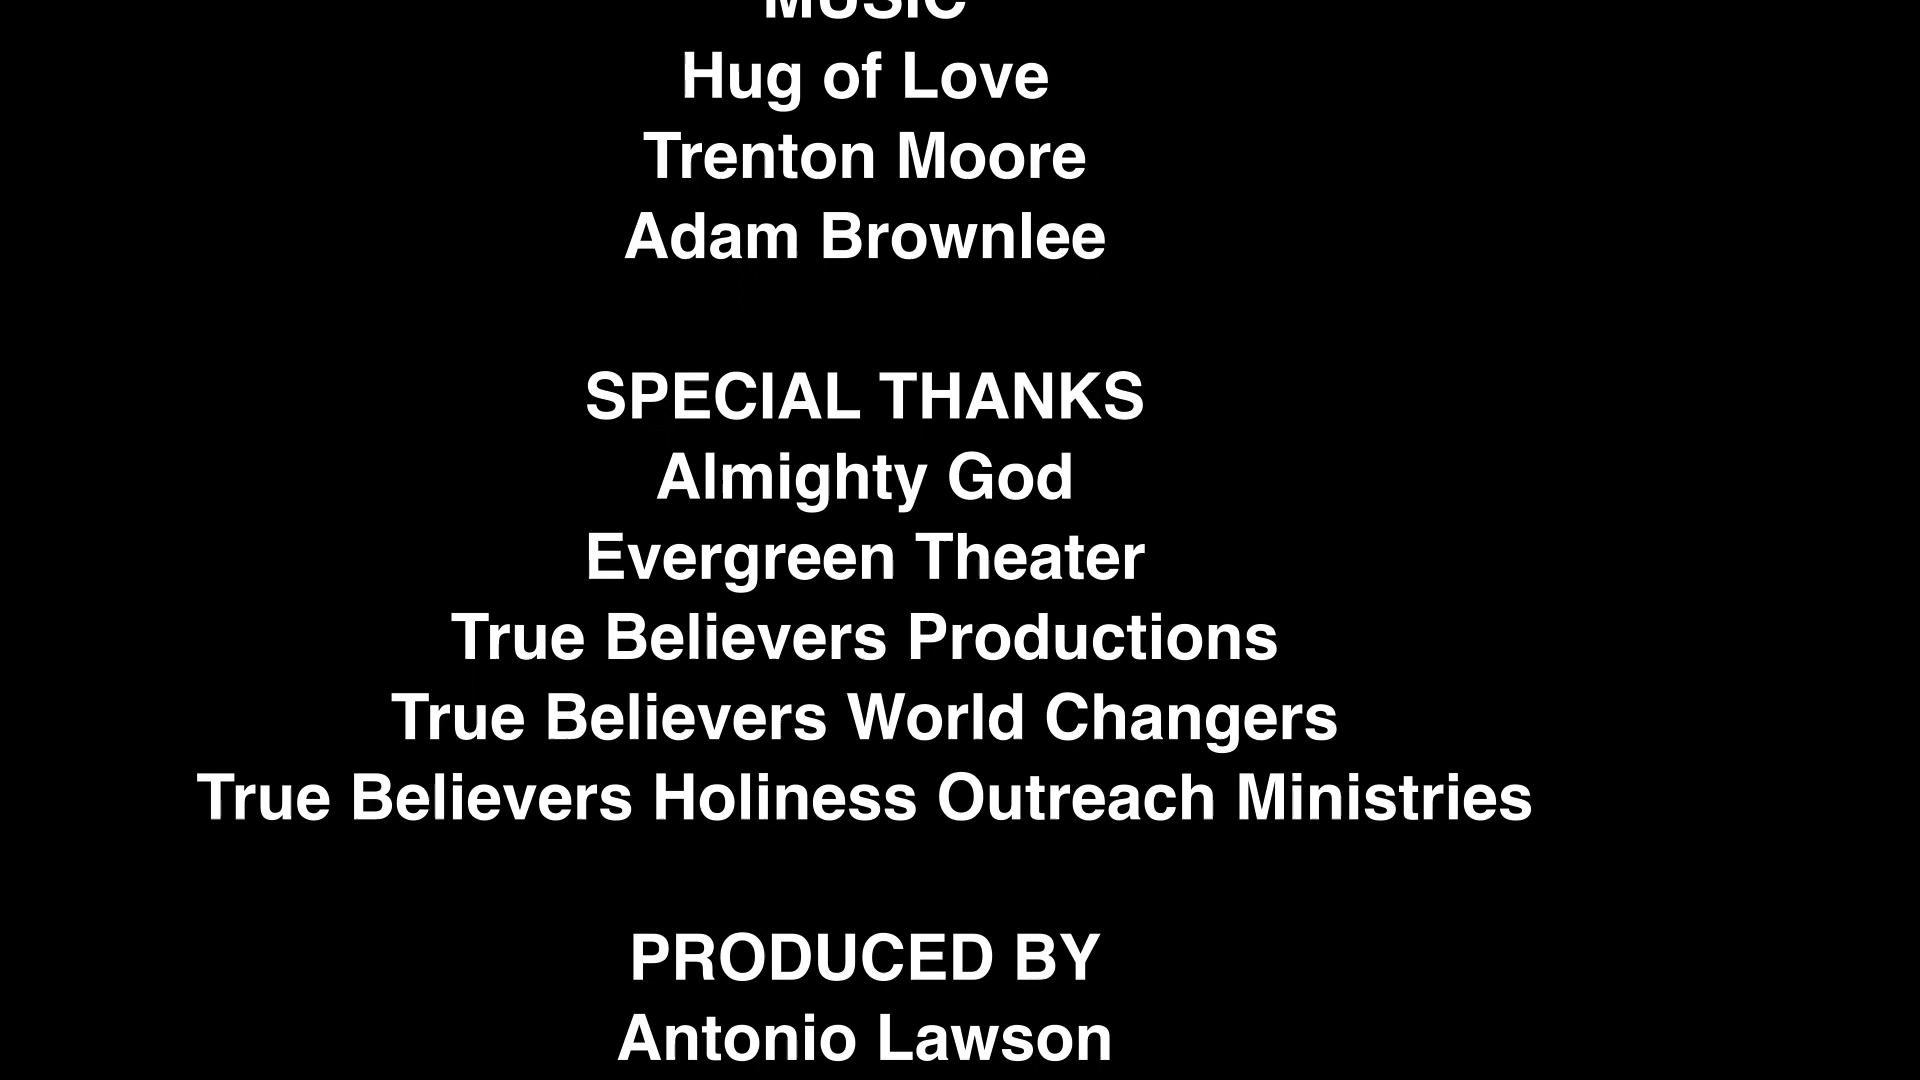 MUSIC
Hug of Love
Trenton Moore
Adam Brownlee
SPECIAL THANKS
Almighty God
Evergreen Theater
True Believers Productions
True Believers World Changers
True Believers Holiness Outreach Ministries
PRODUCED BY
Antonio Lawson